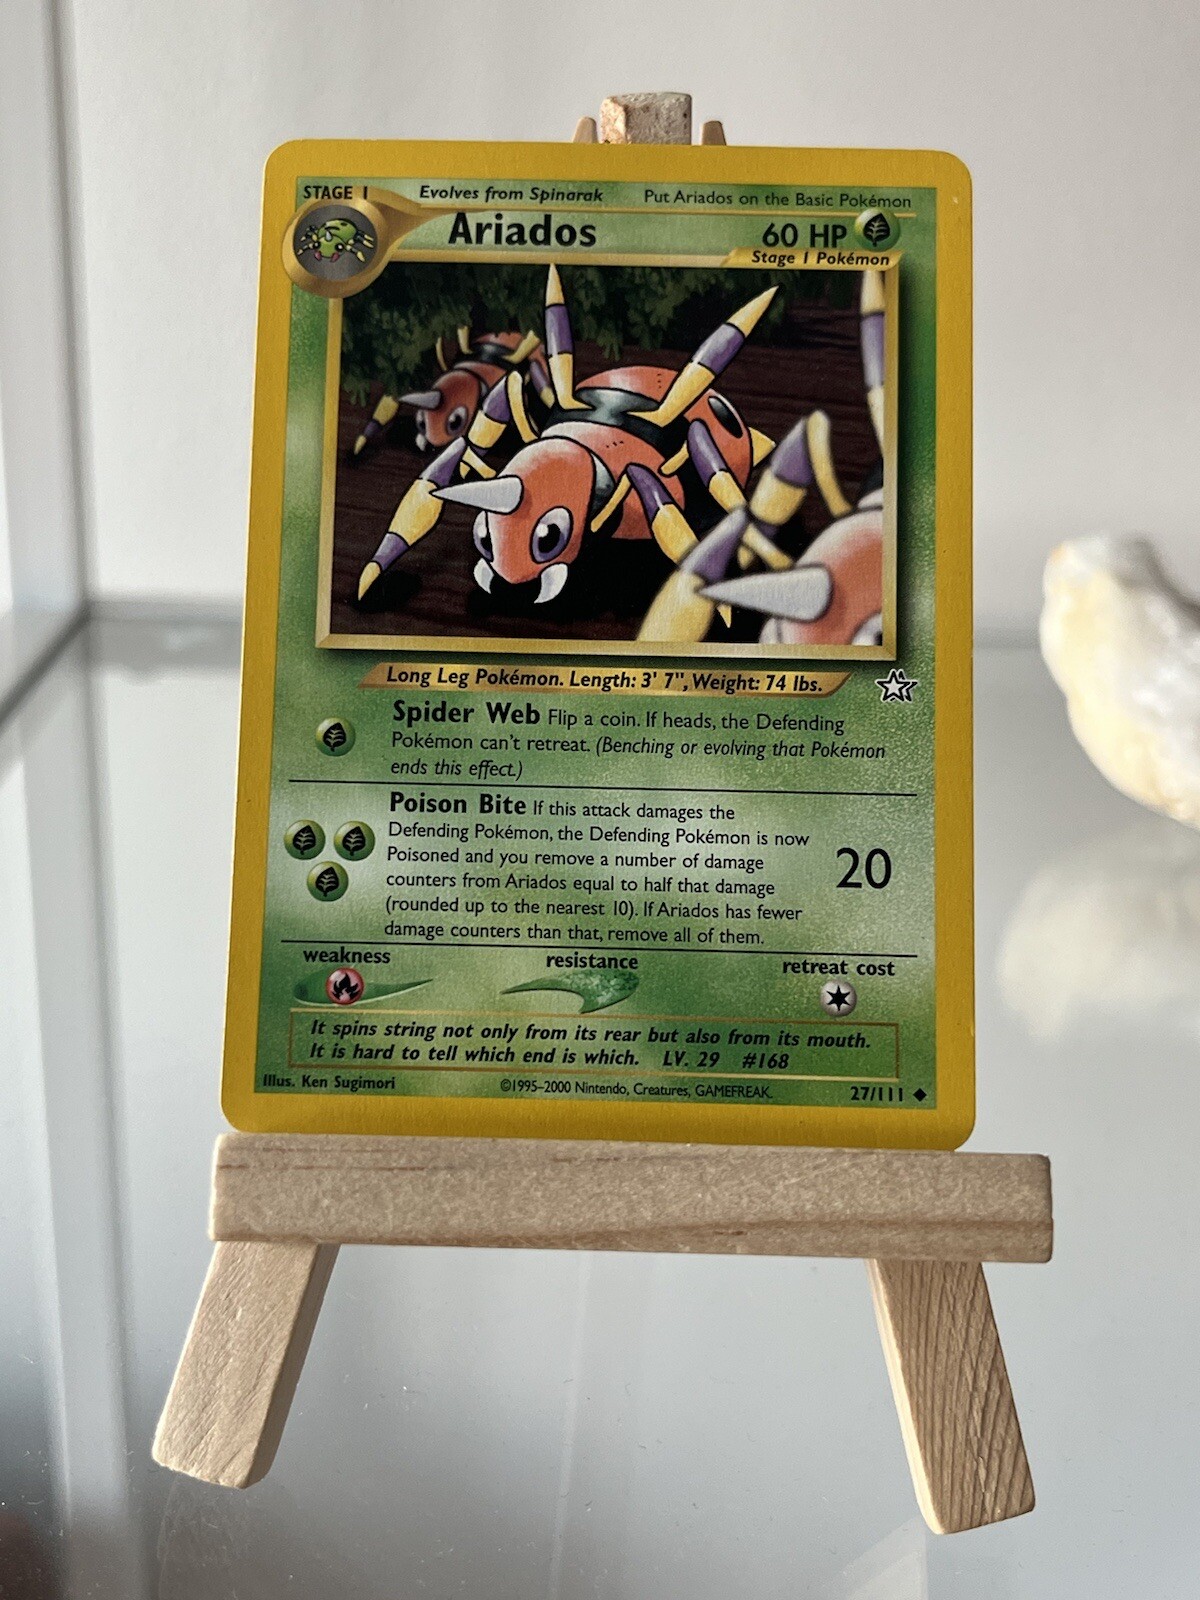 STAGE 1 Evolves from Spinarak Put Ariados on the Basic Pokémon
Ariados 60 HP
Stage 1 Pokémon
Long Leg Pokémon. Length: 3' 7", Weight: 74 lbs.
Spider Web Flip a coin. If heads, the Defending
Pokémon can't retreat. (Benching or evolving that Pokémon
ends this effect.)
Poison Bite If this attack damages the
Defending Pokémon, the Defending Pokémon is now
Poisoned and you remove a number of damage
counters from Ariados equal to half that damage
(rounded up to the nearest 10). If Ariados has fewer
damage counters than that, remove all of them.
20
weakness resistance retreat cost
It spins string not only from its rear but also from its mouth.
It is hard to tell which end is which. LV. 29 #168
Illus. Ken Sugimori ©1995–2000 Nintendo, Creatures, GAMEFREAK. 27/111